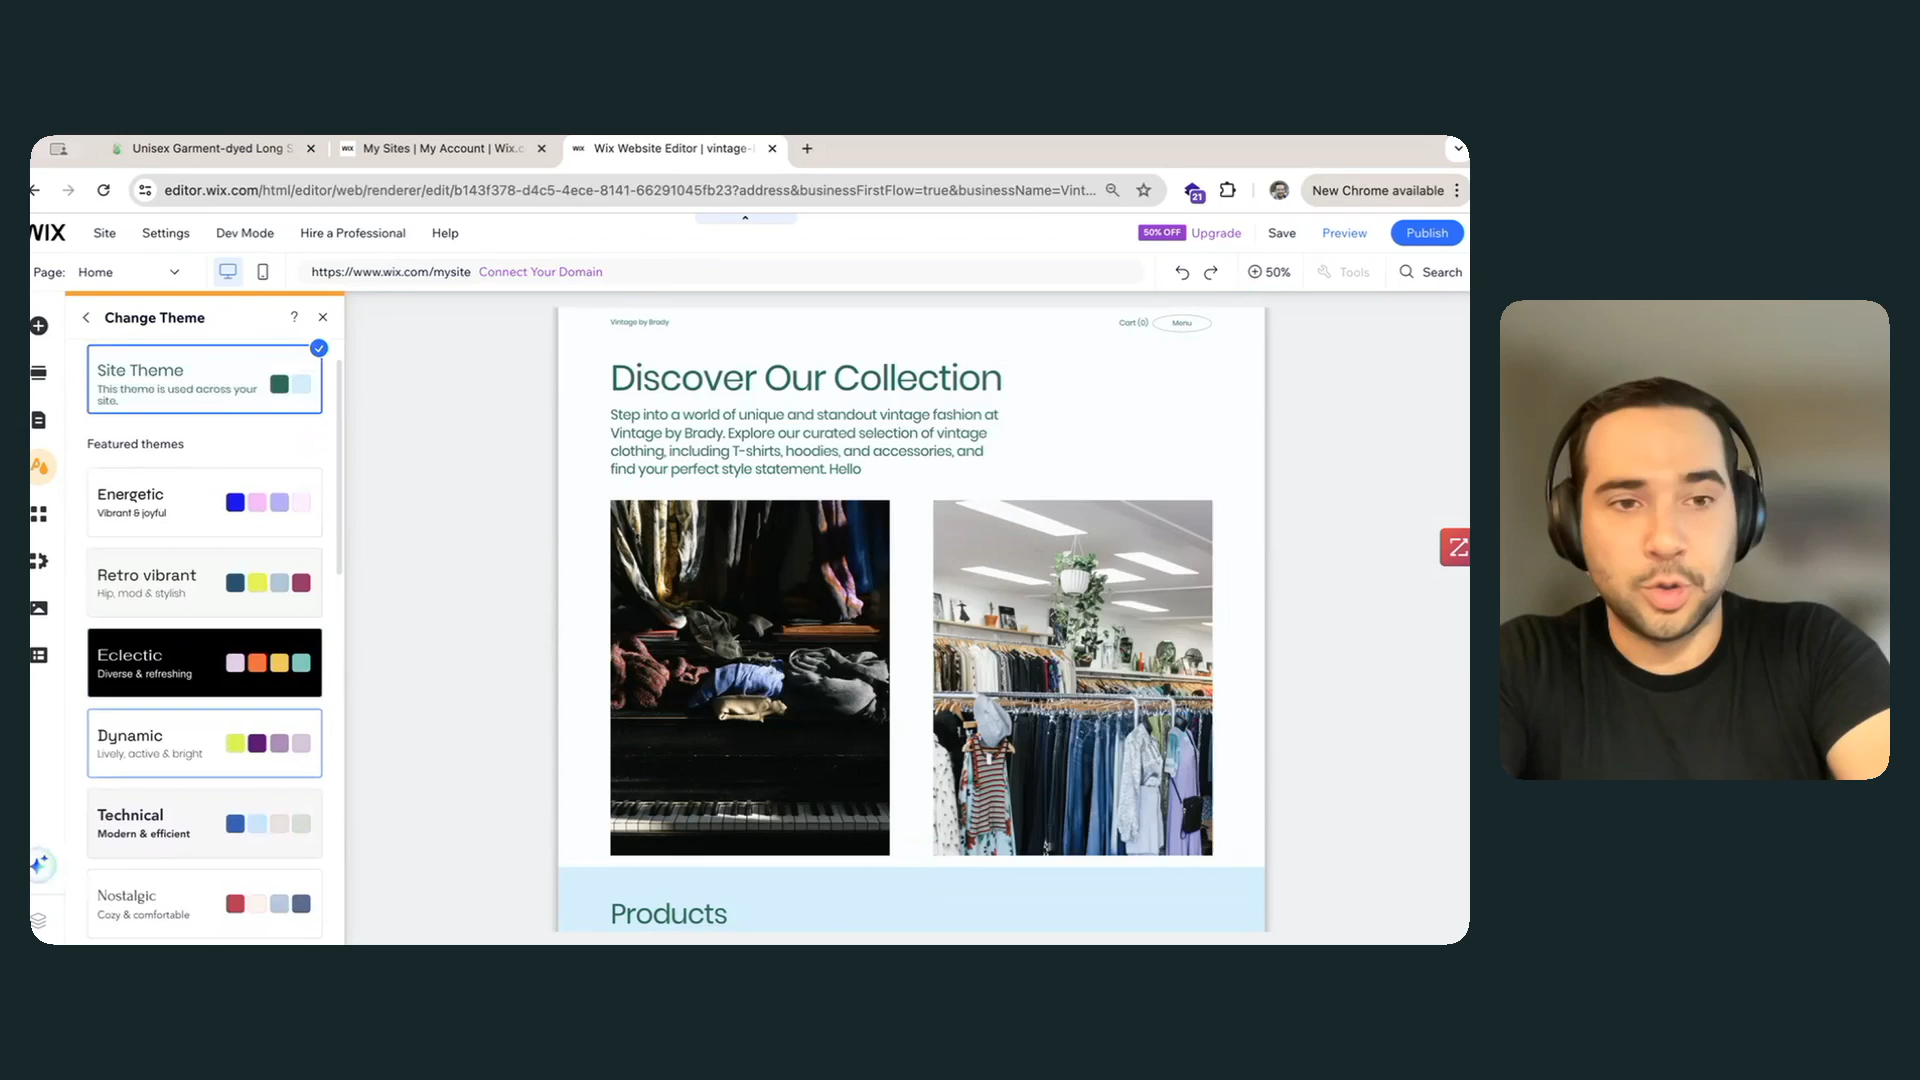 Unisex Garment-dyed Long S
My Sites | My Account | Wix.c
WIX Wix Website Editor | vintage-
editor.wix.com/html/editor/web/renderer/edit/b143f378-d4c5-4ece-8141-66291045fb23?address&businessFirstFlow=true&businessName=Vint...
21
New Chrome available
WIX Site Settings Dev Mode Hire a Professional Help
50% OFF Upgrade Save Preview Publish
Page: Home
https://www.wix.com/mysite Connect Your Domain
50% Tools Search
Change Theme ?
Site Theme
This theme is used across your
site.
Featured themes
Energetic
Vibrant & joyful
Retro vibrant
Hip, mod & stylish
Eclectic
Diverse & refreshing
Dynamic
Lively, active & bright
Technical
Modern & efficient
Nostalgic
Cozy & comfortable
Vintage by Brady Cart (0) Menu
Discover Our Collection
Step into a world of unique and standout vintage fashion at
Vintage by Brady. Explore our curated selection of vintage
clothing, including T-shirts, hoodies, and accessories, and
find your perfect style statement. Hello
Products